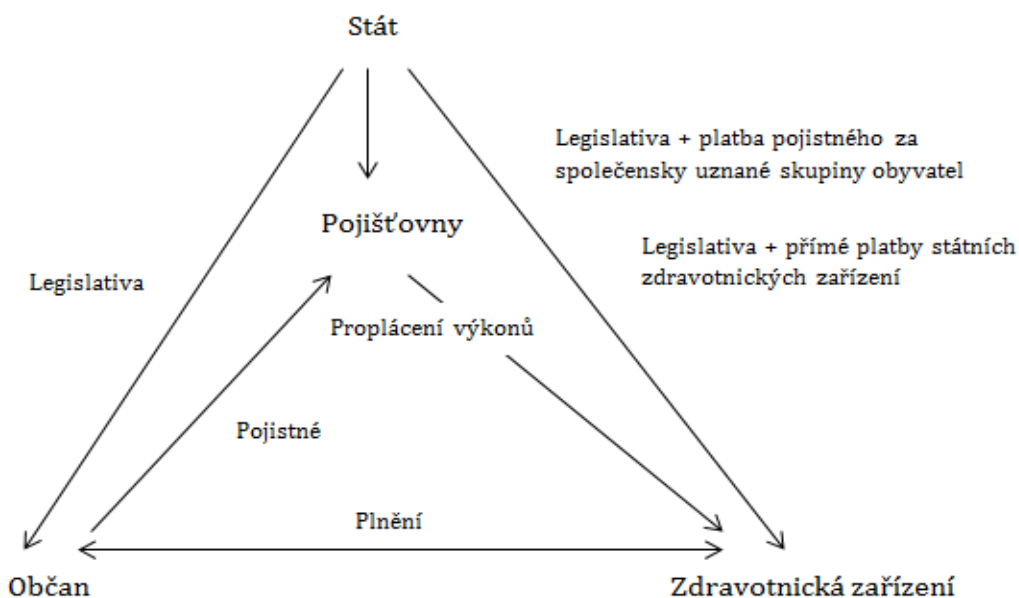 Stát
Legislativa + platba pojistného za
společensky uznané skupiny obyvatel
Pojišťovny
Legislativa + přímé platby státních
zdravotnických zařízení
Legislativa
Proplácení výkonů
Pojistné
Plnění
Občan
Zdravotnická zařízení